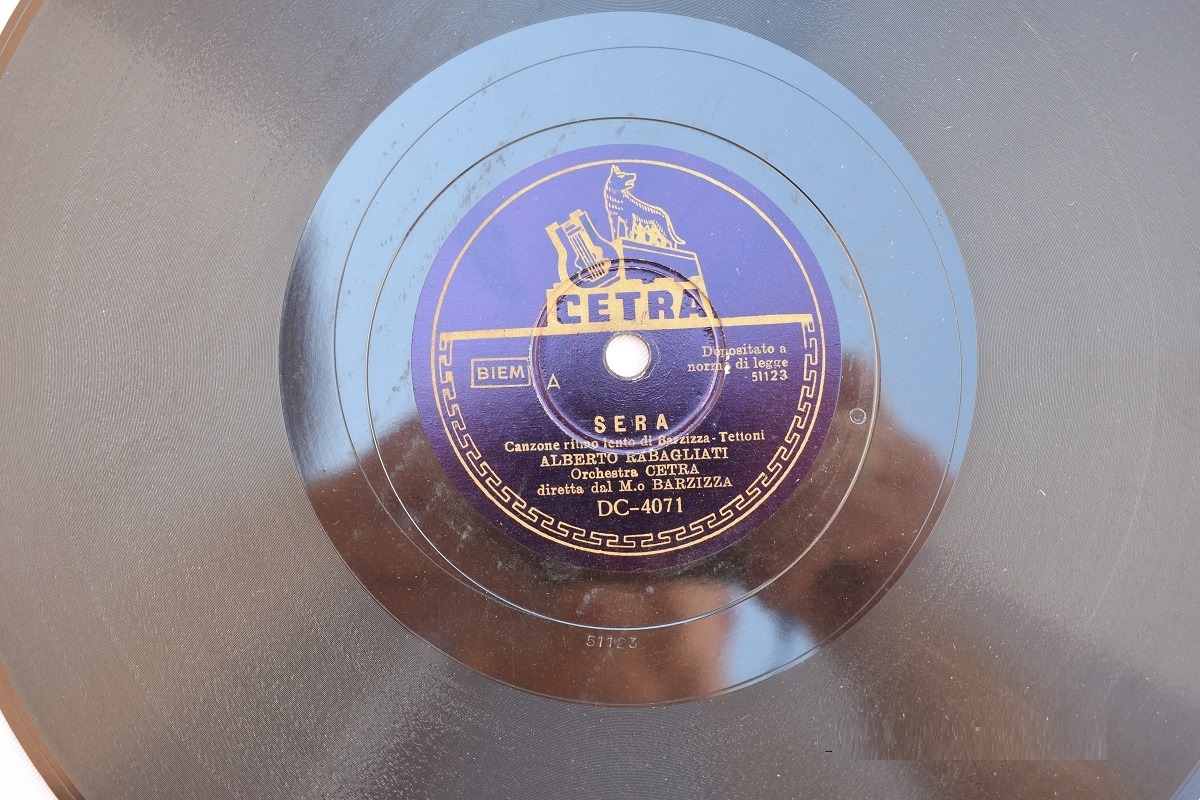 CETRA
BIEM
A
Depositato a
norma di legge
51123
SERA
Canzone ritmo lento di Barzizza - Tettoni
ALBERTO RABAGLIATI
Orchestra CETRA
diretta dal M.o BARZIZZA
DC-4071
51123